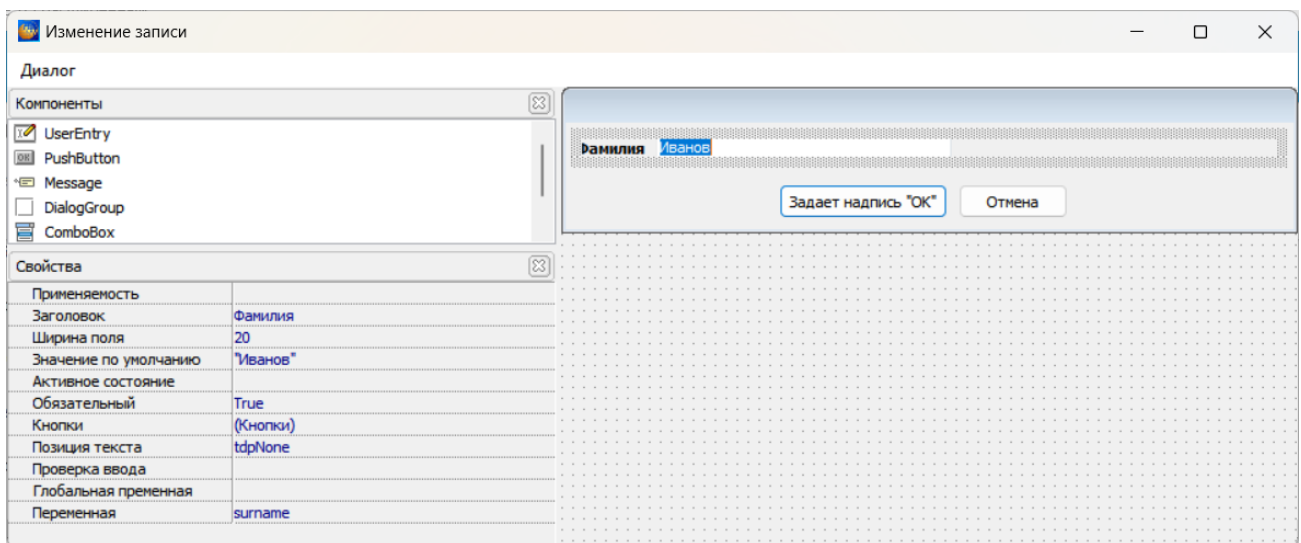 Изменение записи
Диалог
Компоненты
UserEntry
PushButton
Message
DialogGroup
ComboBox
Свойства
Применяемость
Заголовок Фамилия
Ширина поля 20
Значение по умолчанию "Иванов"
Активное состояние
Обязательный True
Кнопки (Кнопки)
Позиция текста tdpNone
Проверка ввода
Глобальная пременная
Переменная surname
Фамилия Иванов
Задает надпись "ОК" Отмена